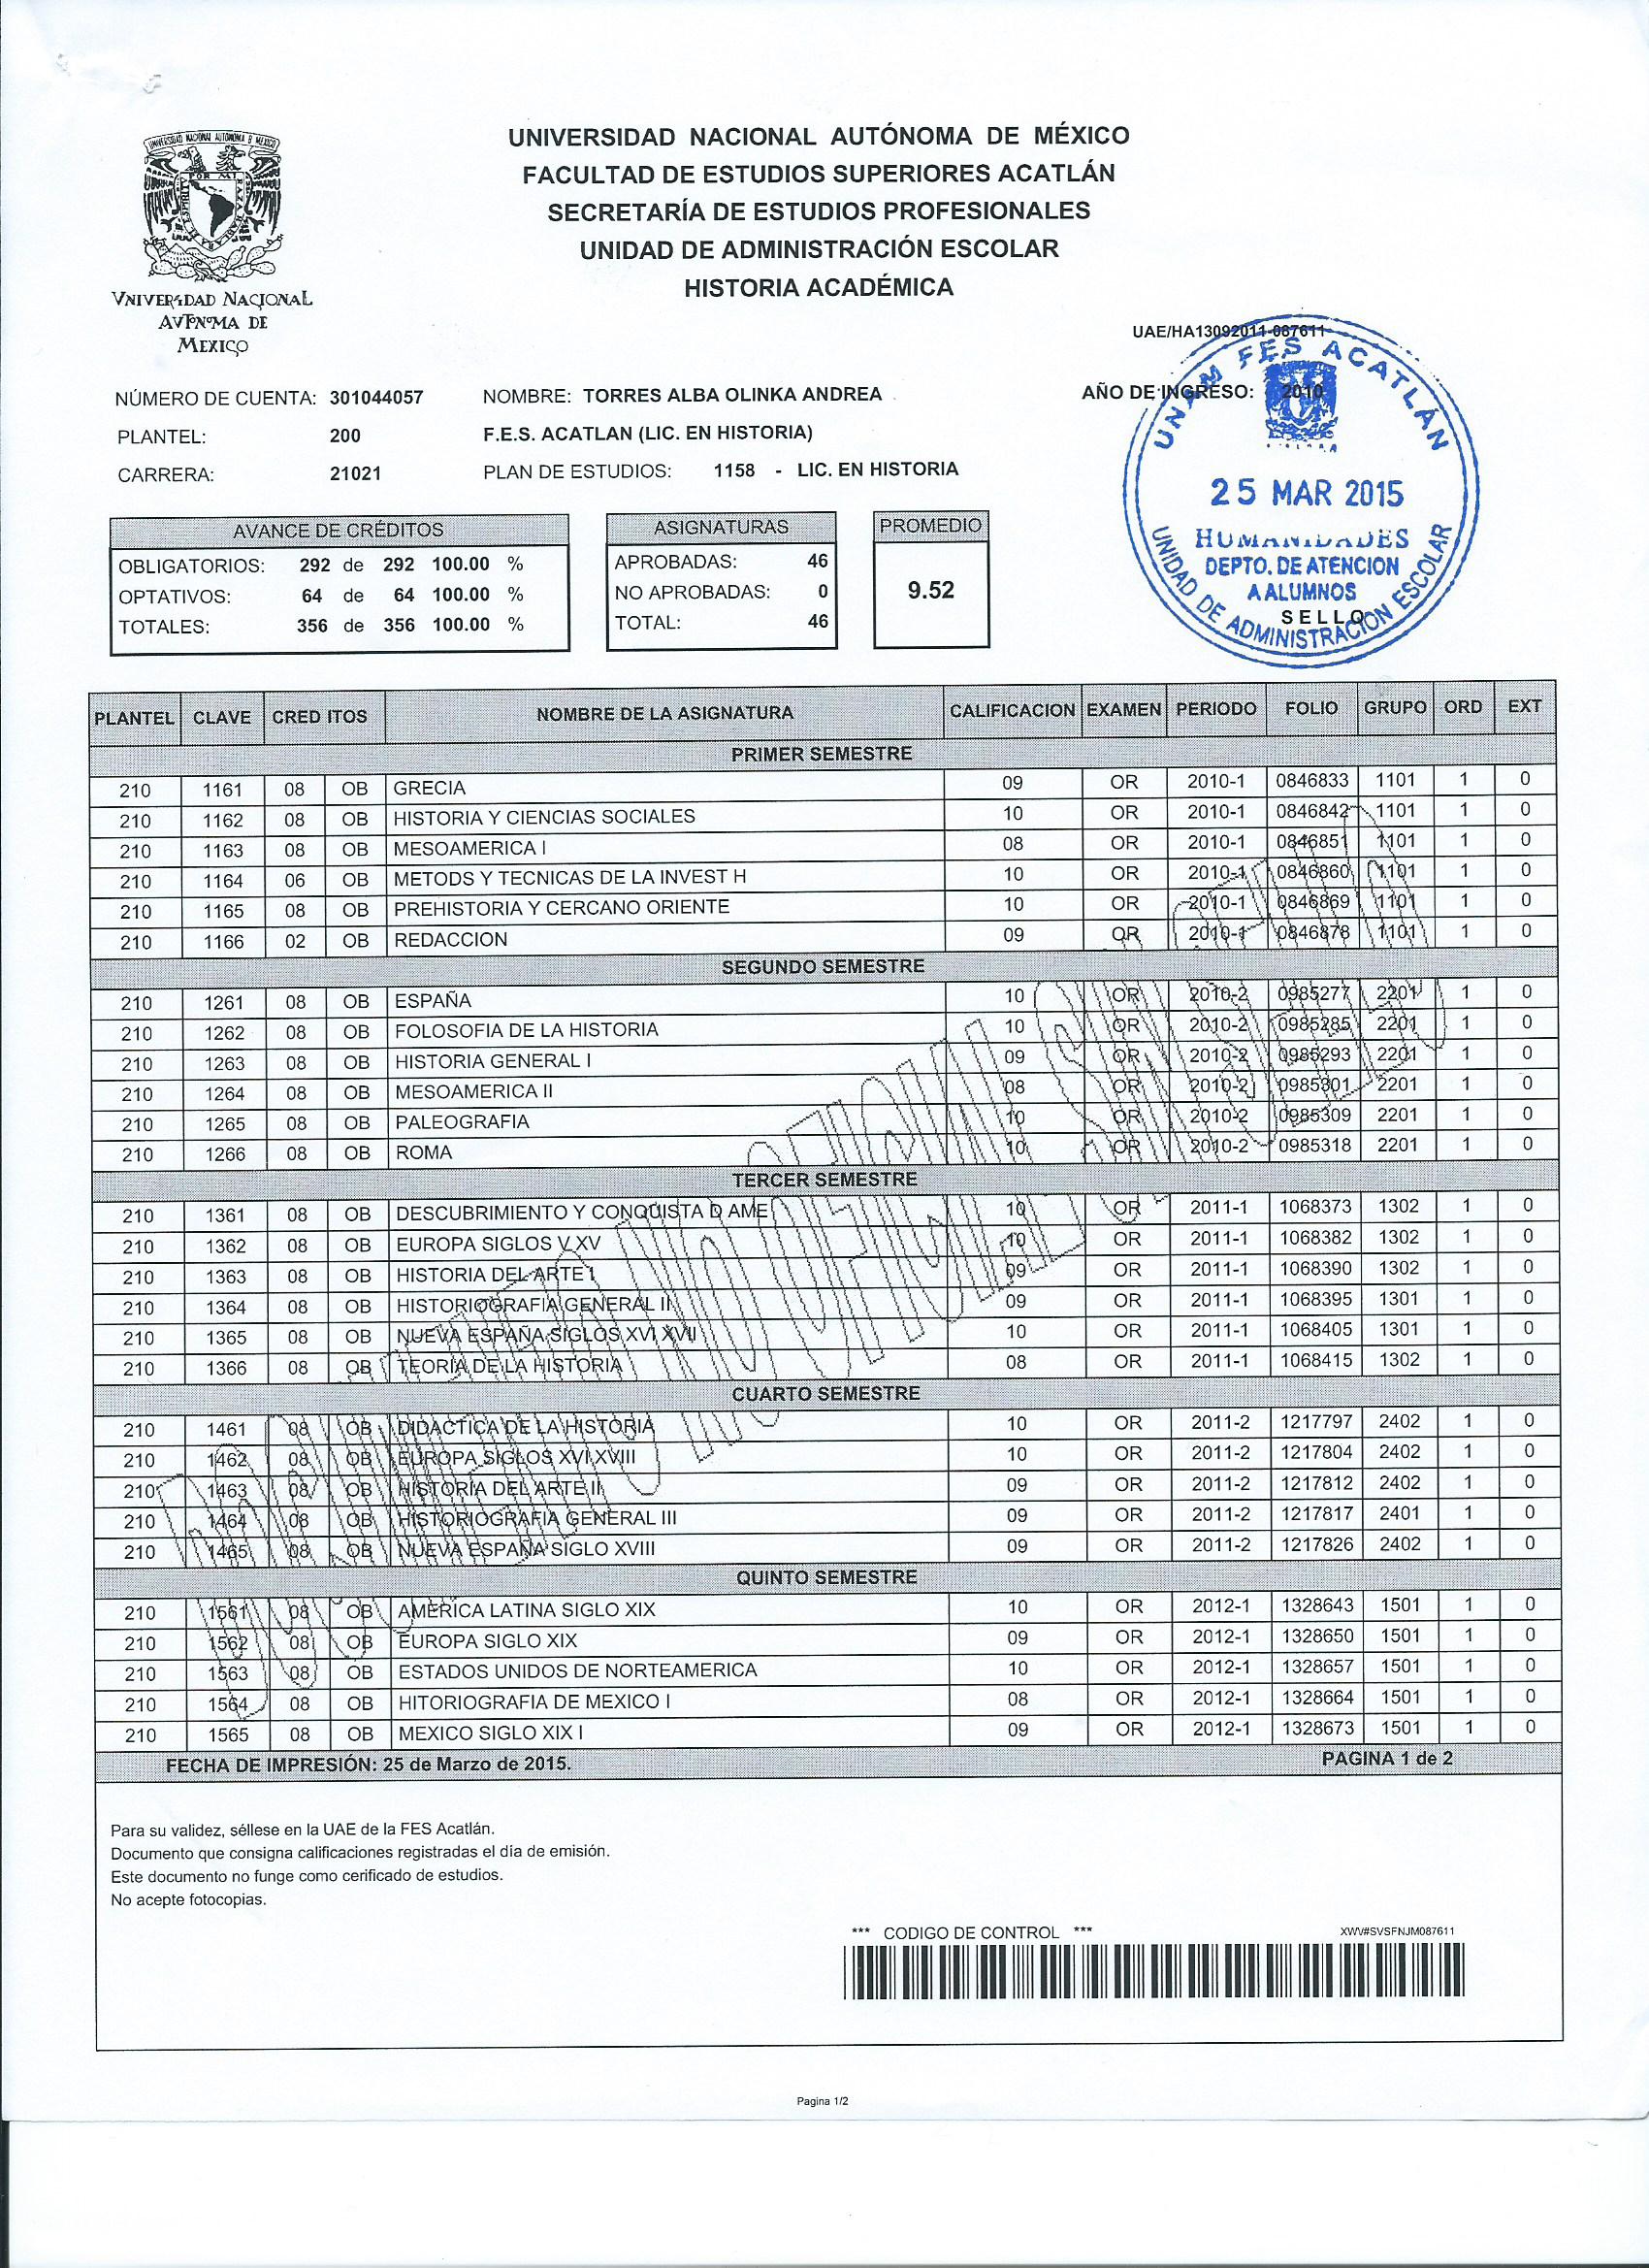 UNIVERSIDAD NACIONAL AUTÓNOMA DE MÉXICO
FACULTAD DE ESTUDIOS SUPERIORES ACATLÁN
SECRETARÍA DE ESTUDIOS PROFESIONALES
UNIDAD DE ADMINISTRACIÓN ESCOLAR
HISTORIA ACADÉMICA
VNIVERSIDAD NACIONAL
AVTONOMA DE
MEXICO
UAE/HA13092011-087611
NÚMERO DE CUENTA: 301044057 NOMBRE: TORRES ALBA OLINKA ANDREA AÑO DE INGRESO: 2010
PLANTEL: 200 F.E.S. ACATLAN (LIC. EN HISTORIA)
CARRERA: 21021 PLAN DE ESTUDIOS: 1158 - LIC. EN HISTORIA
UNAM FES ACATLÁN
25 MAR 2015
HUMANIDADES
DEPTO. DE ATENCION
A ALUMNOS
SELLO
UNIDAD DE ADMINISTRACION ESCOLAR
AVANCE DE CRÉDITOS ASIGNATURAS PROMEDIO
OBLIGATORIOS: 292 de 292 100.00 % APROBADAS: 46
OPTATIVOS: 64 de 64 100.00 % NO APROBADAS: 0 9.52
TOTALES: 356 de 356 100.00 % TOTAL: 46
PLANTEL CLAVE CRED ITOS NOMBRE DE LA ASIGNATURA CALIFICACION EXAMEN PERIODO FOLIO GRUPO ORD EXT
PRIMER SEMESTRE
210 1161 08 OB GRECIA 09 OR 2010-1 0846833 1101 1 0
210 1162 08 OB HISTORIA Y CIENCIAS SOCIALES 10 OR 2010-1 0846842 1101 1 0
210 1163 08 OB MESOAMERICA I 08 OR 2010-1 0846851 1101 1 0
210 1164 06 OB METODS Y TECNICAS DE LA INVEST H 10 OR 2010-1 0846860 1101 1 0
210 1165 08 OB PREHISTORIA Y CERCANO ORIENTE 10 OR 2010-1 0846869 1101 1 0
210 1166 02 OB REDACCION 09 OR 2010-1 0846878 1101 1 0
SEGUNDO SEMESTRE
210 1261 08 OB ESPAÑA 10 OR 2010-2 0985277 2201 1 0
210 1262 08 OB FOLOSOFIA DE LA HISTORIA 10 OR 2010-2 0985285 2201 1 0
210 1263 08 OB HISTORIA GENERAL I 09 OR 2010-2 0985293 2201 1 0
210 1264 08 OB MESOAMERICA II 08 OR 2010-2 0985301 2201 1 0
210 1265 08 OB PALEOGRAFIA 10 OR 2010-2 0985309 2201 1 0
210 1266 08 OB ROMA 10 OR 2010-2 0985318 2201 1 0
TERCER SEMESTRE
210 1361 08 OB DESCUBRIMIENTO Y CONQUISTA D AME 10 OR 2011-1 1068373 1302 1 0
210 1362 08 OB EUROPA SIGLOS V XV 10 OR 2011-1 1068382 1302 1 0
210 1363 08 OB HISTORIA DEL ARTE I 09 OR 2011-1 1068390 1302 1 0
210 1364 08 OB HISTORIOGRAFIA GENERAL II 09 OR 2011-1 1068395 1301 1 0
210 1365 08 OB NUEVA ESPAÑA SIGLOS XVI XVII 10 OR 2011-1 1068405 1301 1 0
210 1366 08 OB TEORIA DE LA HISTORIA 08 OR 2011-1 1068415 1302 1 0
CUARTO SEMESTRE
210 1461 08 OB DIDACTICA DE LA HISTORIA 10 OR 2011-2 1217797 2402 1 0
210 1462 08 OB EUROPA SIGLOS XVI XVIII 10 OR 2011-2 1217804 2402 1 0
210 1463 08 OB HISTORIA DEL ARTE II 09 OR 2011-2 1217812 2402 1 0
210 1464 08 OB HISTORIOGRAFIA GENERAL III 09 OR 2011-2 1217817 2401 1 0
210 1465 08 OB NUEVA ESPAÑA SIGLO XVIII 09 OR 2011-2 1217826 2402 1 0
QUINTO SEMESTRE
210 1561 08 OB AMERICA LATINA SIGLO XIX 10 OR 2012-1 1328643 1501 1 0
210 1562 08 OB EUROPA SIGLO XIX 09 OR 2012-1 1328650 1501 1 0
210 1563 08 OB ESTADOS UNIDOS DE NORTEAMERICA 10 OR 2012-1 1328657 1501 1 0
210 1564 08 OB HITORIOGRAFIA DE MEXICO I 08 OR 2012-1 1328664 1501 1 0
210 1565 08 OB MEXICO SIGLO XIX I 09 OR 2012-1 1328673 1501 1 0
FECHA DE IMPRESIÓN: 25 de Marzo de 2015. PAGINA 1 de 2
DOCUMENTO NO OFICIAL SIN SELLO
Para su validez, séllese en la UAE de la FES Acatlán.
Documento que consigna calificaciones registradas el día de emisión.
Este documento no funge como cerificado de estudios.
No acepte fotocopias.
*** CODIGO DE CONTROL *** XWV#SVSFNJM087611
Pagina 1/2